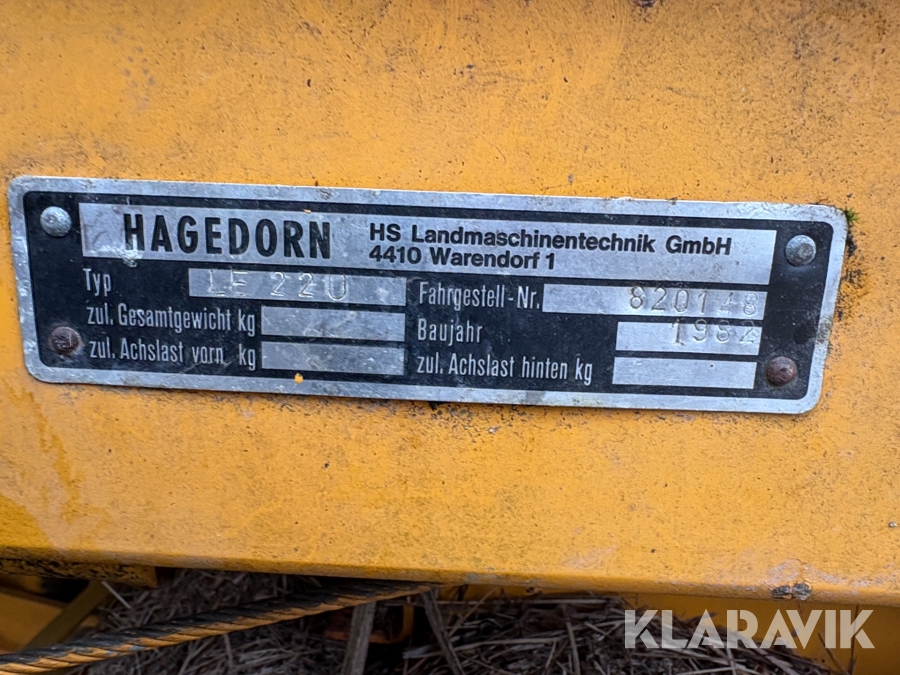 HAGEDORN HS Landmaschinentechnik GmbH
4410 Warendorf 1
Typ LE 220 Fahrgestell-Nr. 820148
zul. Gesamtgewicht kg Baujahr 1982
zul. Achslast vorn kg zul. Achslast hinten kg
KLARAVIK